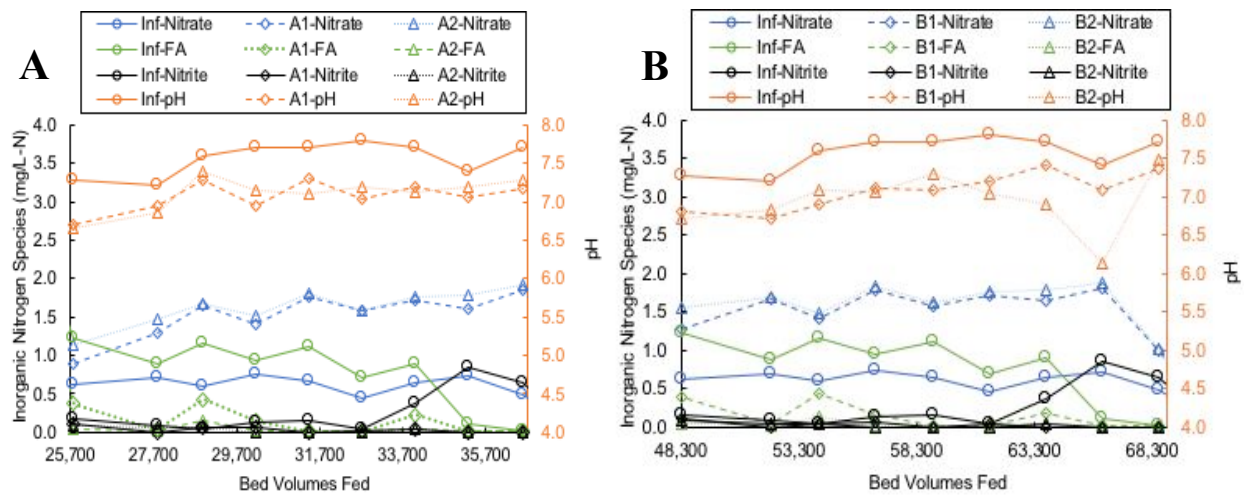 A
Inf-Nitrate A1-Nitrate A2-Nitrate
Inf-FA A1-FA A2-FA
Inf-Nitrite A1-Nitrite A2-Nitrite
Inf-pH A1-pH A2-pH
Inorganic Nitrogen Species (mg/L-N)
4.0
3.5
3.0
2.5
2.0
1.5
1.0
0.5
0.0
8.0
7.5
7.0
6.5
6.0
5.5
5.0
4.5
4.0
pH
25,700 27,700 29,700 31,700 33,700 35,700
Bed Volumes Fed
B
Inf-Nitrate B1-Nitrate B2-Nitrate
Inf-FA B1-FA B2-FA
Inf-Nitrite B1-Nitrite B2-Nitrite
Inf-pH B1-pH B2-pH
Inorganic Nitrogen Species (mg/L-N)
4.0
3.5
3.0
2.5
2.0
1.5
1.0
0.5
0.0
8.0
7.5
7.0
6.5
6.0
5.5
5.0
4.5
4.0
pH
48,300 53,300 58,300 63,300 68,300
Bed Volumes Fed